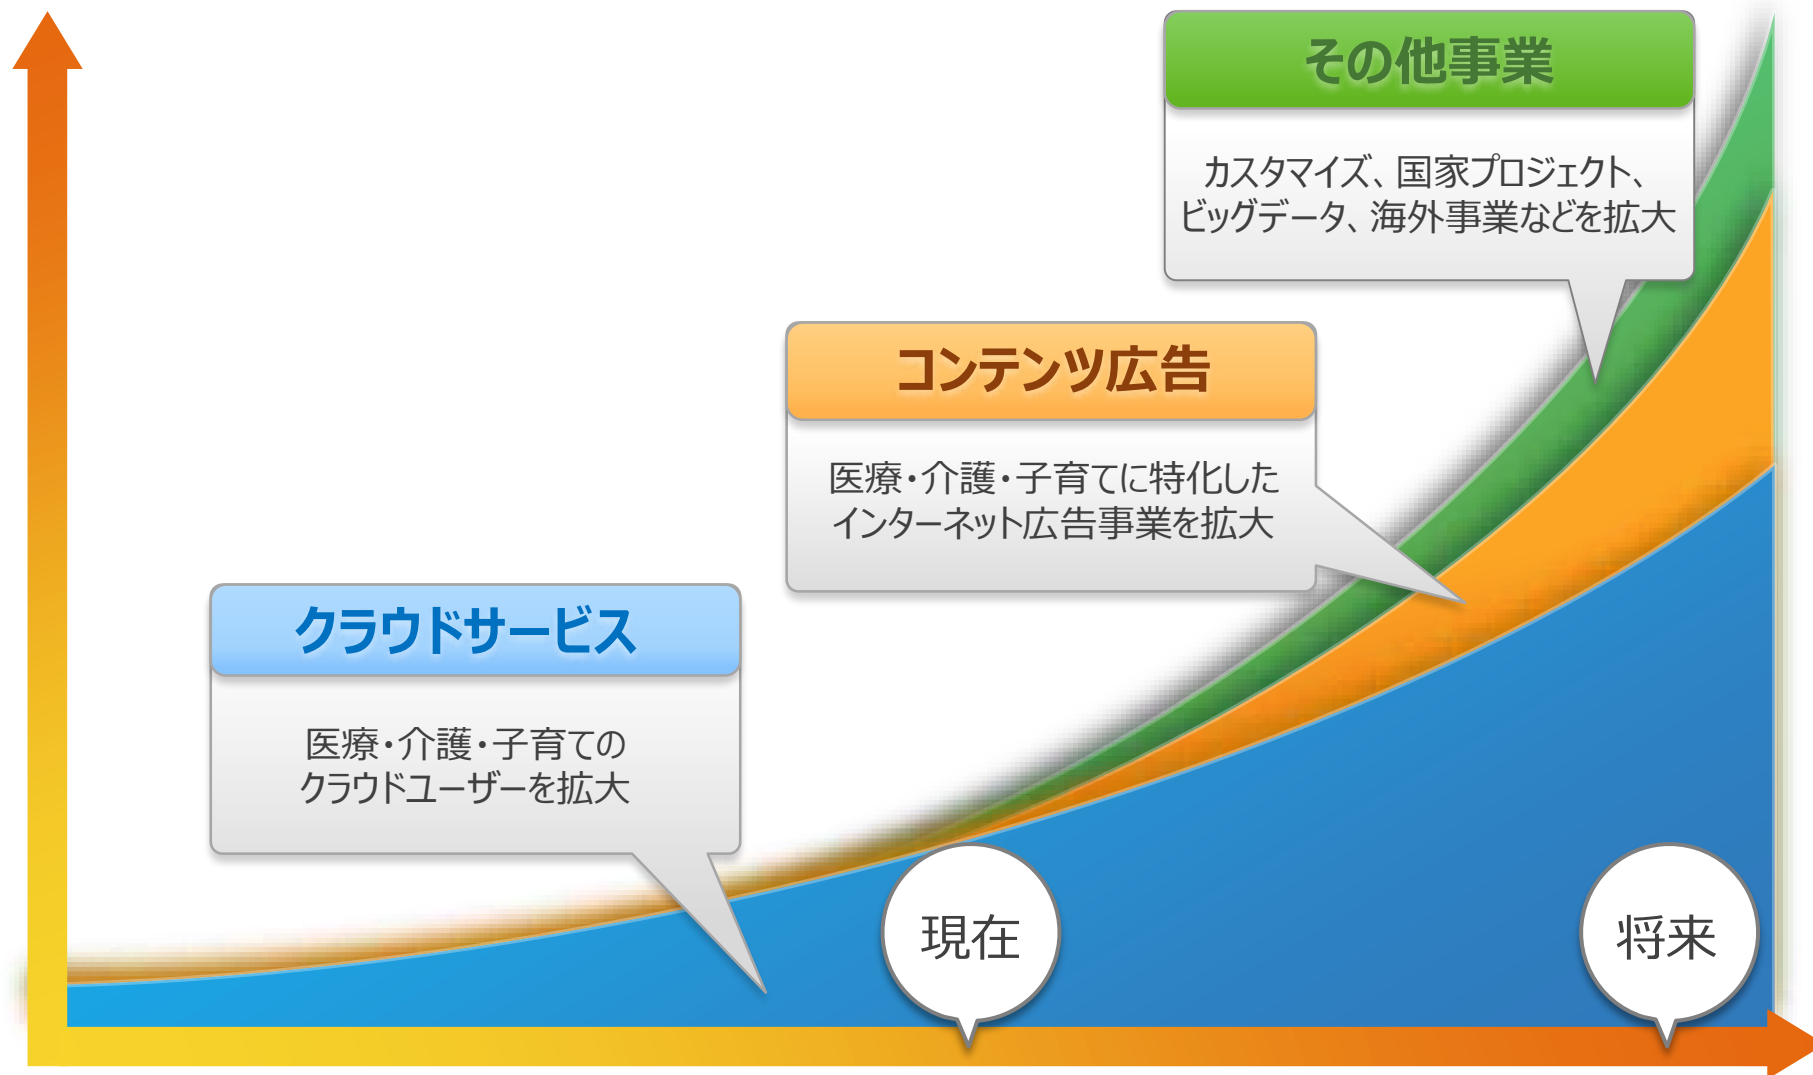 その他事業
カスタマイズ、国家プロジェクト、
ビッグデータ、海外事業などを拡大
コンテンツ広告
医療・介護・子育てに特化した
インターネット広告事業を拡大
クラウドサービス
医療・介護・子育ての
クラウドユーザーを拡大
現在
将来